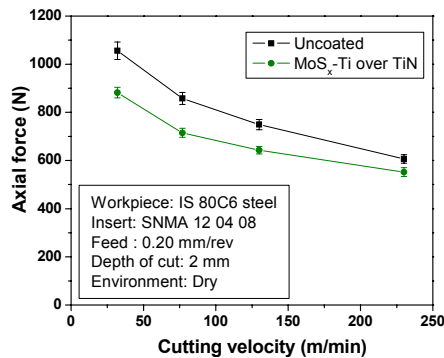 1200
1000
800
600
400
200
0
0
50
100
150
200
250
Axial force (N)
Cutting velocity (m/min)
Uncoated
MoSₓ-Ti over TiN
Workpiece: IS 80C6 steel
Insert: SNMA 12 04 08
Feed : 0.20 mm/rev
Depth of cut: 2 mm
Environment: Dry